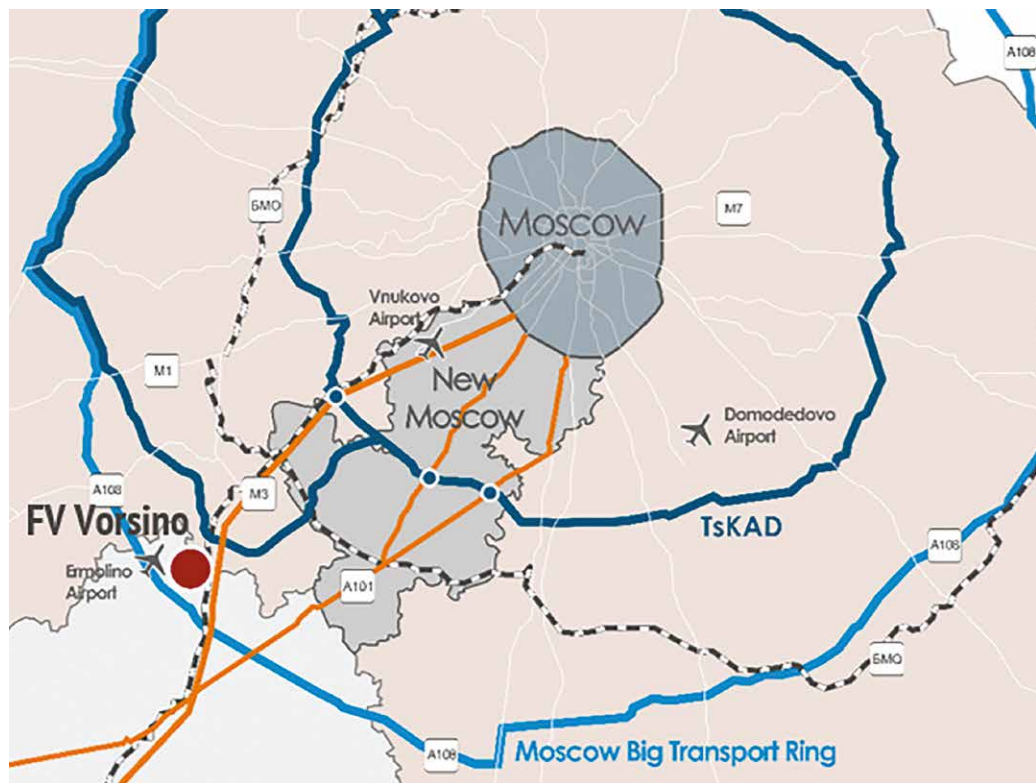 A108
БМО
M7
Moscow
Vnukovo
Airport
M1
New
Moscow
Domodedovo
Airport
A108
M3
FV Vorsino
TsKAD
A108
Ermolino
Airport
A101
БМО
A108
Moscow Big Transport Ring